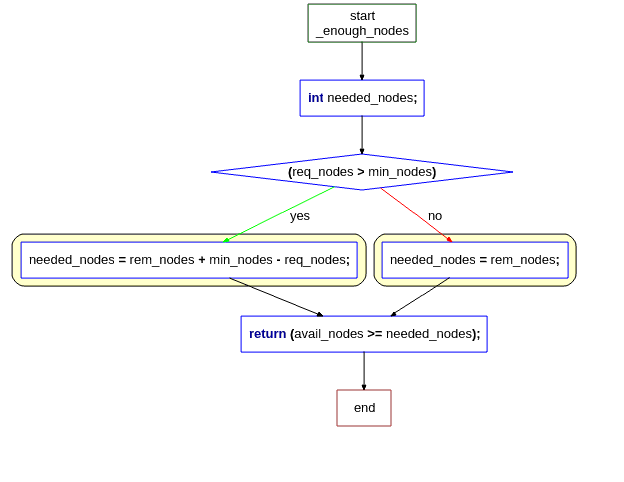 start
_enough_nodes
int needed_nodes;
(req_nodes > min_nodes)
yes
no
needed_nodes = rem_nodes + min_nodes - req_nodes;
needed_nodes = rem_nodes;
return (avail_nodes >= needed_nodes);
end